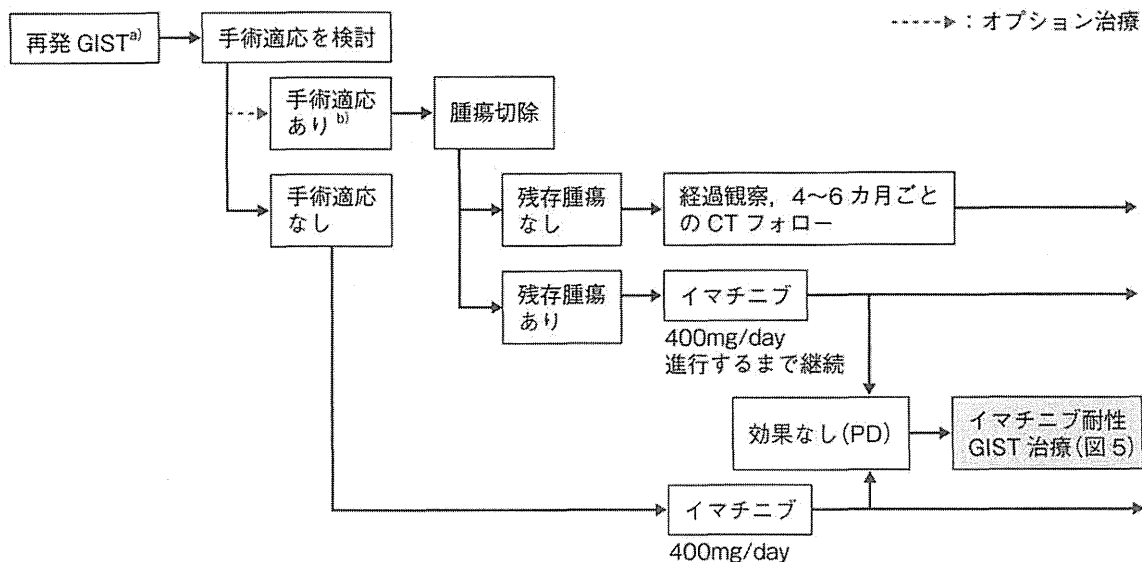 再発 GISTa)
手術適応を検討
：オプション治療
手術適応
あり b)
腫瘍切除
手術適応
なし
残存腫瘍
なし
経過観察，4〜6 カ月ごと
の CT フォロー
残存腫瘍
あり
イマチニブ
400mg/day
進行するまで継続
効果なし(PD)
イマチニブ耐性
GIST 治療(図 5)
イマチニブ
400mg/day